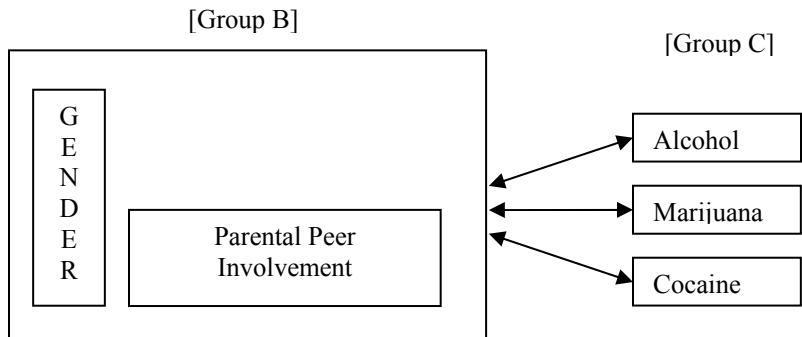 [Group B]
[Group C]
G
E
N
D
E
R
Parental Peer
Involvement
Alcohol
Marijuana
Cocaine